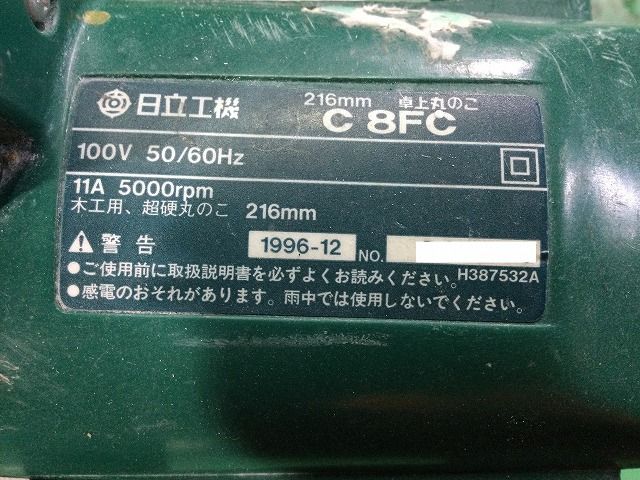 日立工機 216mm 卓上丸のこ
C 8FC
100V 50/60Hz
11A 5000rpm
木工用、超硬丸のこ 216mm
警告 1996-12 NO.
●ご使用前に取扱説明書を必ずよくお読みください。 H387532A
●感電のおそれがあります。雨中では使用しないでください。